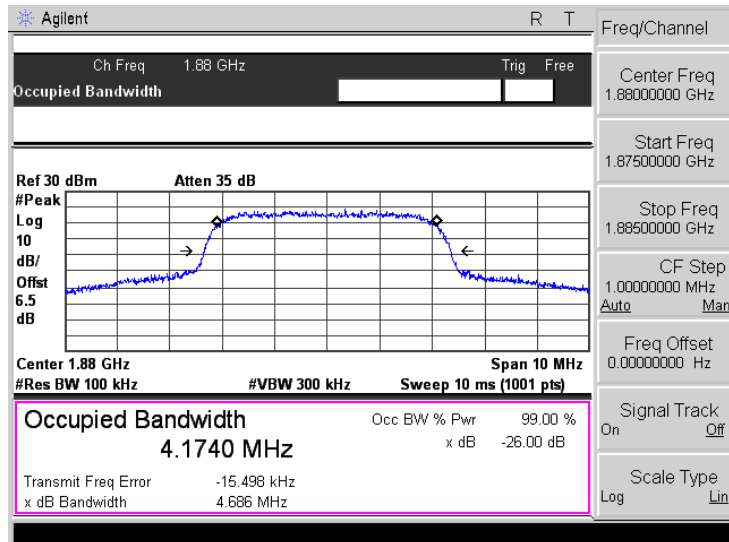 Agilent R T
Freq/Channel
Ch Freq 1.88 GHz Trig Free
Occupied Bandwidth
Center Freq
1.88000000 GHz
Start Freq
1.87500000 GHz
Stop Freq
1.88500000 GHz
CF Step
1.00000000 MHz
Auto Man
Freq Offset
0.00000000 Hz
Signal Track
On Off
Scale Type
Log Lin
Ref 30 dBm Atten 35 dB
#Peak
Log
10
dB/
Offst
6.5
dB
Center 1.88 GHz Span 10 MHz
#Res BW 100 kHz #VBW 300 kHz Sweep 10 ms (1001 pts)
Occupied Bandwidth Occ BW % Pwr 99.00 %
4.1740 MHz x dB -26.00 dB
Transmit Freq Error -15.498 kHz
x dB Bandwidth 4.686 MHz